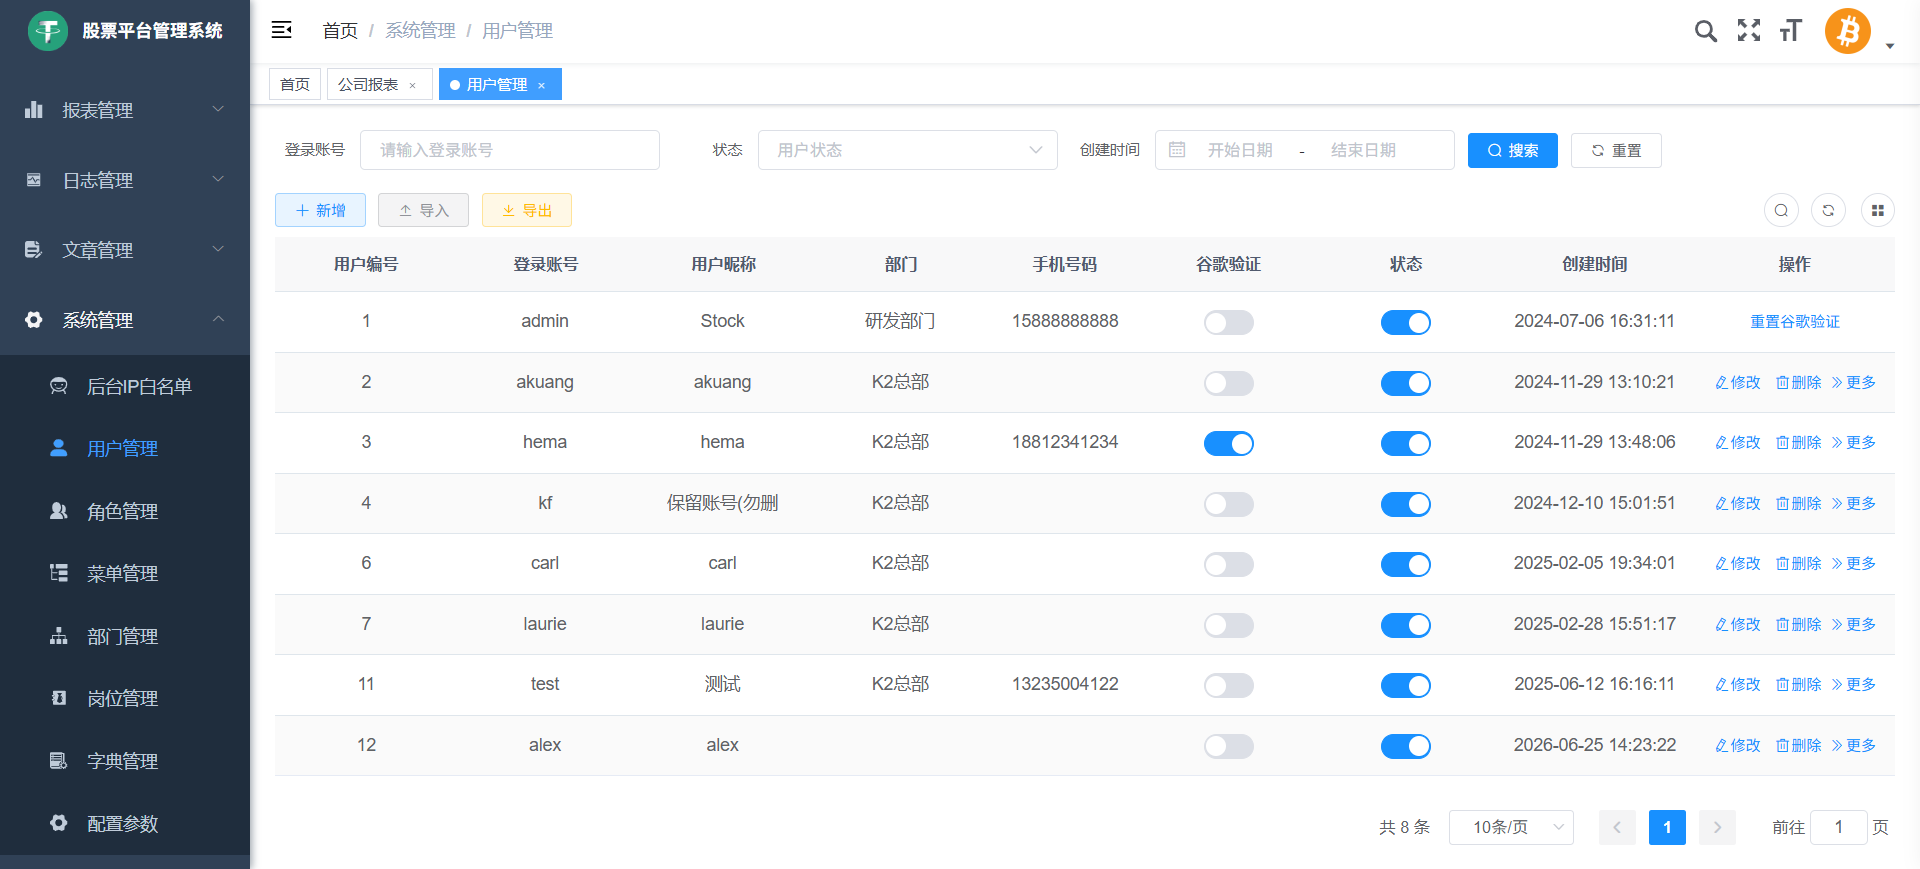 股票平台管理系统
报表管理
日志管理
文章管理
系统管理
后台IP白名单
用户管理
角色管理
菜单管理
部门管理
岗位管理
字典管理
配置参数
首页 / 系统管理 / 用户管理
首页 公司报表 × 用户管理 ×
登录账号 请输入登录账号 状态 用户状态 创建时间 开始日期 - 结束日期 搜索 重置
新增 导入 导出
用户编号 登录账号 用户昵称 部门 手机号码 谷歌验证 状态 创建时间 操作
1 admin Stock 研发部门 15888888888 2024-07-06 16:31:11 重置谷歌验证
2 akuang akuang K2总部 2024-11-29 13:10:21 修改 删除 更多
3 hema hema K2总部 18812341234 2024-11-29 13:48:06 修改 删除 更多
4 kf 保留账号(勿删 K2总部 2024-12-10 15:01:51 修改 删除 更多
6 carl carl K2总部 2025-02-05 19:34:01 修改 删除 更多
7 laurie laurie K2总部 2025-02-28 15:51:17 修改 删除 更多
11 test 测试 K2总部 13235004122 2025-06-12 16:16:11 修改 删除 更多
12 alex alex 2026-06-25 14:23:22 修改 删除 更多
共 8 条 10条/页 1 前往 1 页